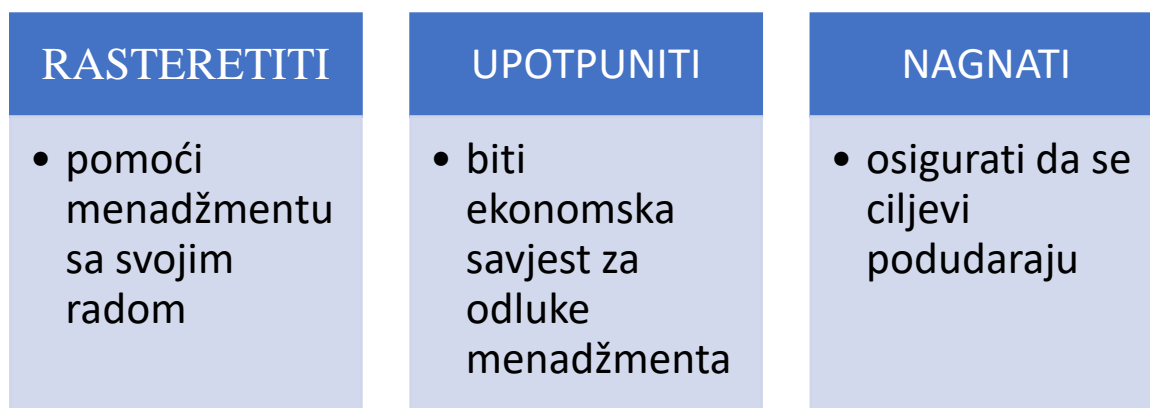 RASTERETITI
• pomoći
menadžmentu
sa svojim
radom
UPOTPUNITI
• biti
ekonomska
savjest za
odluke
menadžmenta
NAGNATI
• osigurati da se
ciljevi
podudaraju